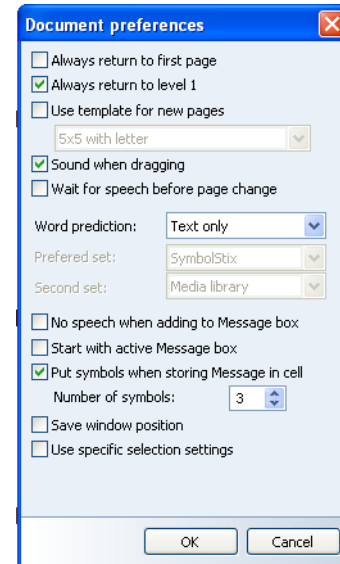 Document preferences
Always return to first page
Always return to level 1
Use template for new pages
5x5 with letter
Sound when dragging
Wait for speech before page change
Word prediction: Text only
Prefered set: SymbolStix
Second set: Media library
No speech when adding to Message box
Start with active Message box
Put symbols when storing Message in cell
Number of symbols: 3
Save window position
Use specific selection settings
OK Cancel